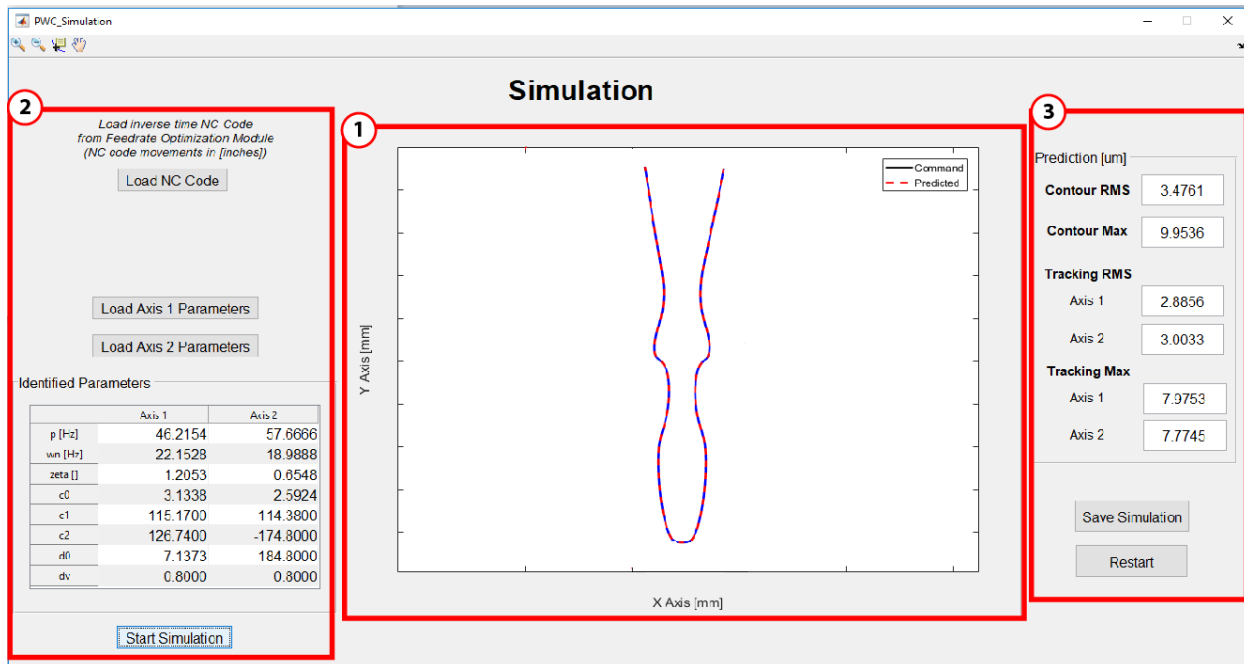 PWC_Simulation
Simulation
2
Load inverse time NC Code
from Feedrate Optimization Module
(NC code movements in [inches])
Load NC Code
Load Axis 1 Parameters
Load Axis 2 Parameters
Identified Parameters
Axis 1 Axis 2
p [Hz] 46.2154 57.6666
wn [Hz] 22.1528 18.9888
zeta [] 1.2053 0.6548
c0 3.1338 2.5924
c1 115.1700 114.3800
c2 126.7400 -174.8000
d0 7.1373 184.8000
dv 0.8000 0.8000
Start Simulation
1
Command
Predicted
Y Axis [mm]
X Axis [mm]
3
Prediction [um]
Contour RMS 3.4761
Contour Max 9.9536
Tracking RMS
Axis 1 2.8856
Axis 2 3.0033
Tracking Max
Axis 1 7.9753
Axis 2 7.7745
Save Simulation
Restart